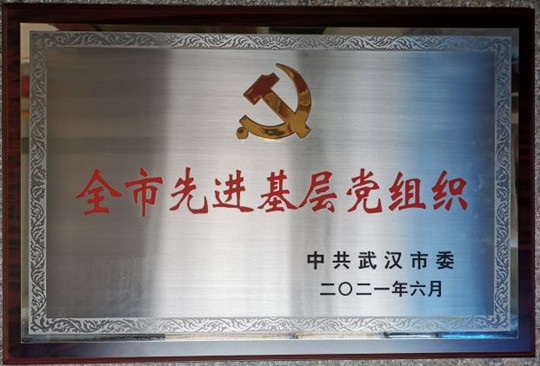 全市先进基层党组织
中共武汉市委
二〇二一年六月